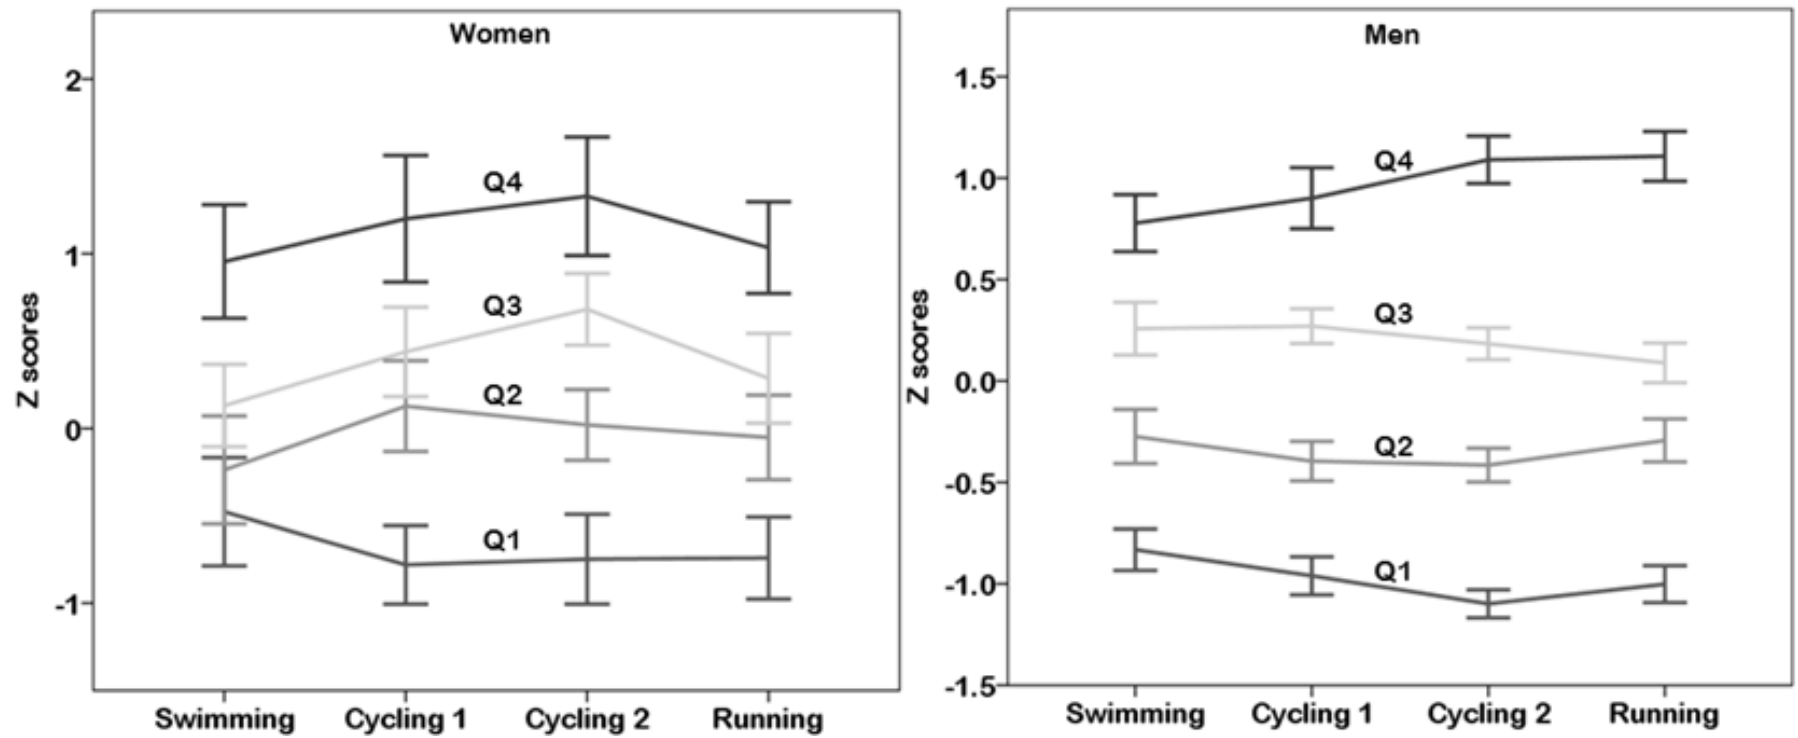 Women
Z scores
2
1
0
-1
Q4
Q3
Q2
Q1
Swimming Cycling 1 Cycling 2 Running
Men
Z scores
1.5
1.0
0.5
0.0
-0.5
-1.0
-1.5
Q4
Q3
Q2
Q1
Swimming Cycling 1 Cycling 2 Running